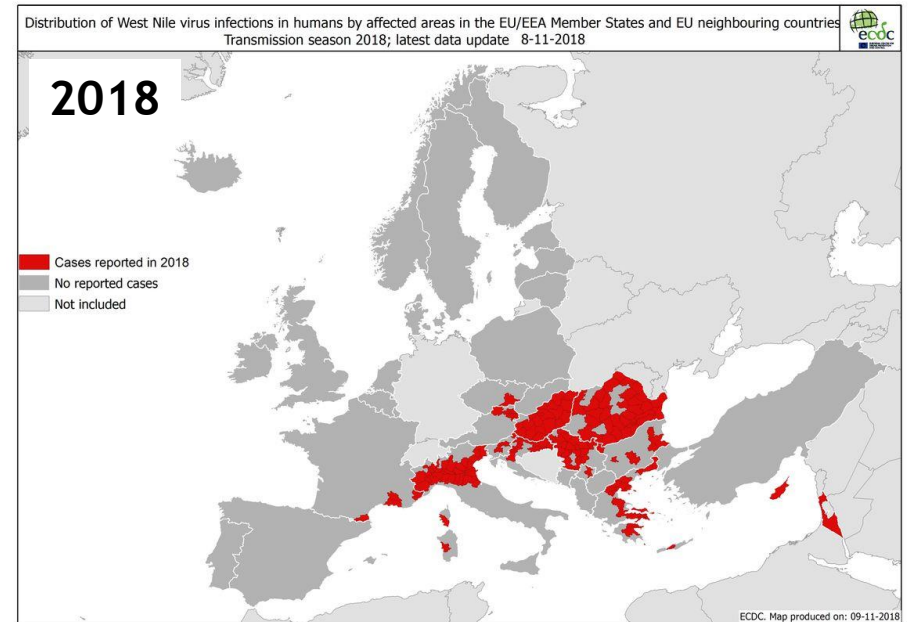 Distribution of West Nile virus infections in humans by affected areas in the EU/EEA Member States and EU neighbouring countries
Transmission season 2018; latest data update 8-11-2018
ecdc
2018
Cases reported in 2018
No reported cases
Not included
ECDC. Map produced on: 09-11-2018